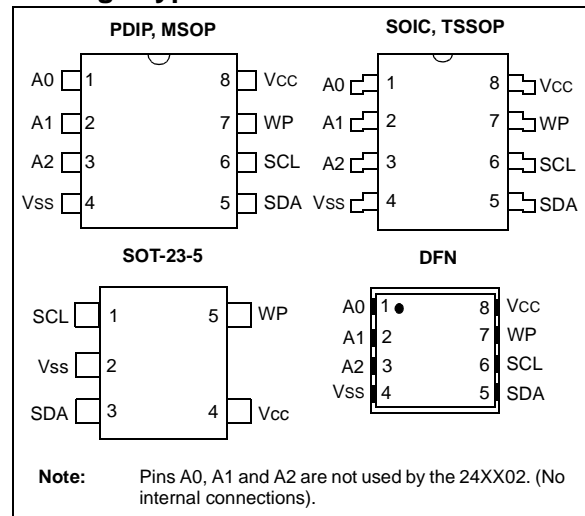 PDIP, MSOP
A0 1 8 VCC
A1 2 7 WP
A2 3 6 SCL
VSS 4 5 SDA
SOIC, TSSOP
A0 1 8 VCC
A1 2 7 WP
A2 3 6 SCL
VSS 4 5 SDA
SOT-23-5
SCL 1 5 WP
Vss 2
SDA 3 4 Vcc
DFN
A0 1 8 VCC
A1 2 7 WP
A2 3 6 SCL
VSS 4 5 SDA
Note: Pins A0, A1 and A2 are not used by the 24XX02. (No
internal connections).